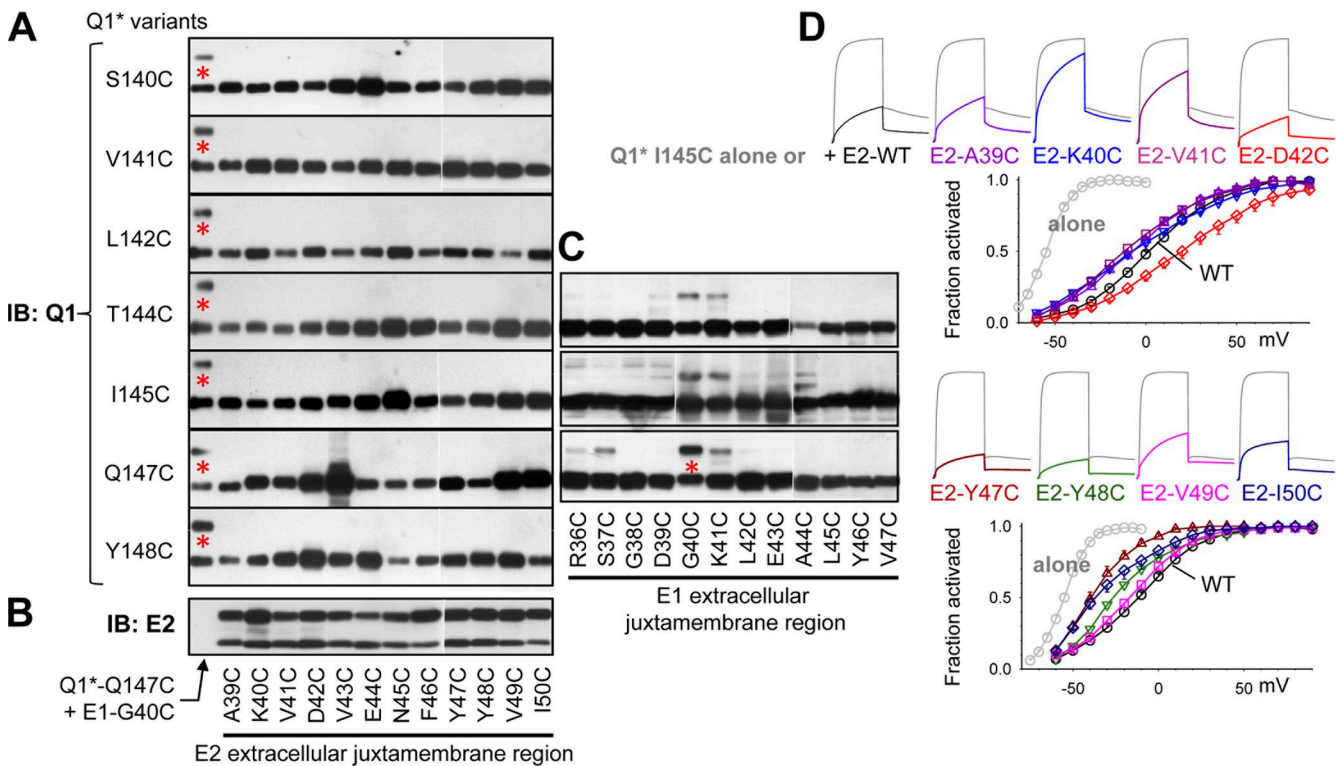 A
Q1* variants
S140C
V141C
L142C
T144C
I145C
Q147C
Y148C
IB: Q1
*
*
*
*
*
*
*
B
IB: E2
Q1*-Q147C
+ E1-G40C
A39C
K40C
V41C
D42C
V43C
E44C
N45C
F46C
Y47C
Y48C
V49C
I50C
E2 extracellular juxtamembrane region
C
*
R36C
S37C
G38C
D39C
G40C
K41C
L42C
E43C
A44C
L45C
Y46C
V47C
E1 extracellular
juxtamembrane region
D
Q1* I145C alone or
+ E2-WT
E2-A39C
E2-K40C
E2-V41C
E2-D42C
Fraction activated
1.0
0.5
0.0
alone
WT
-50
0
50
mV
E2-Y47C
E2-Y48C
E2-V49C
E2-I50C
Fraction activated
1.0
0.5
0.0
alone
WT
-50
0
50
mV